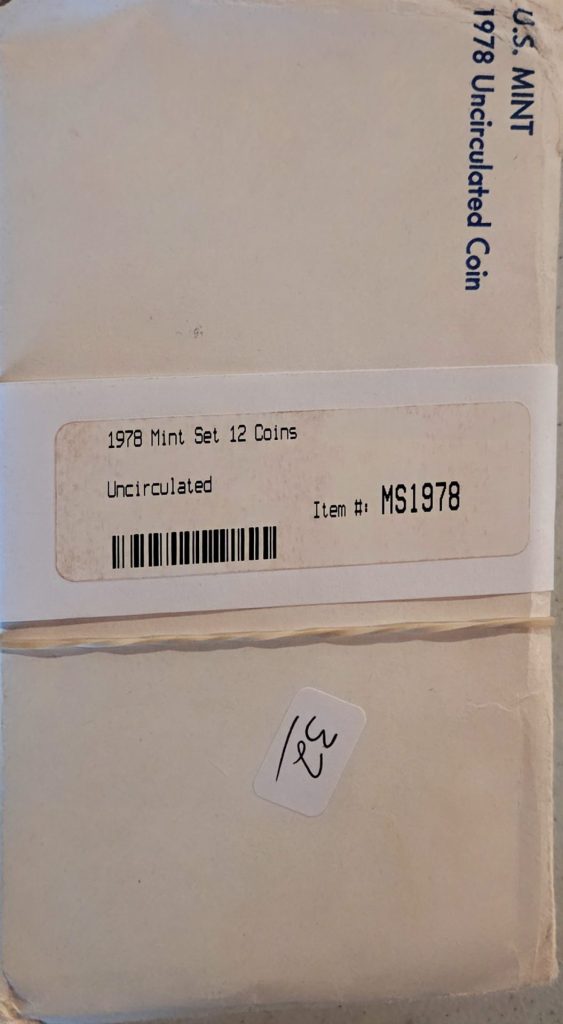 U.S. MINT
1978 Uncirculated Coin
1978 Mint Set 12 Coins
Uncirculated
Item #: MS1978
32